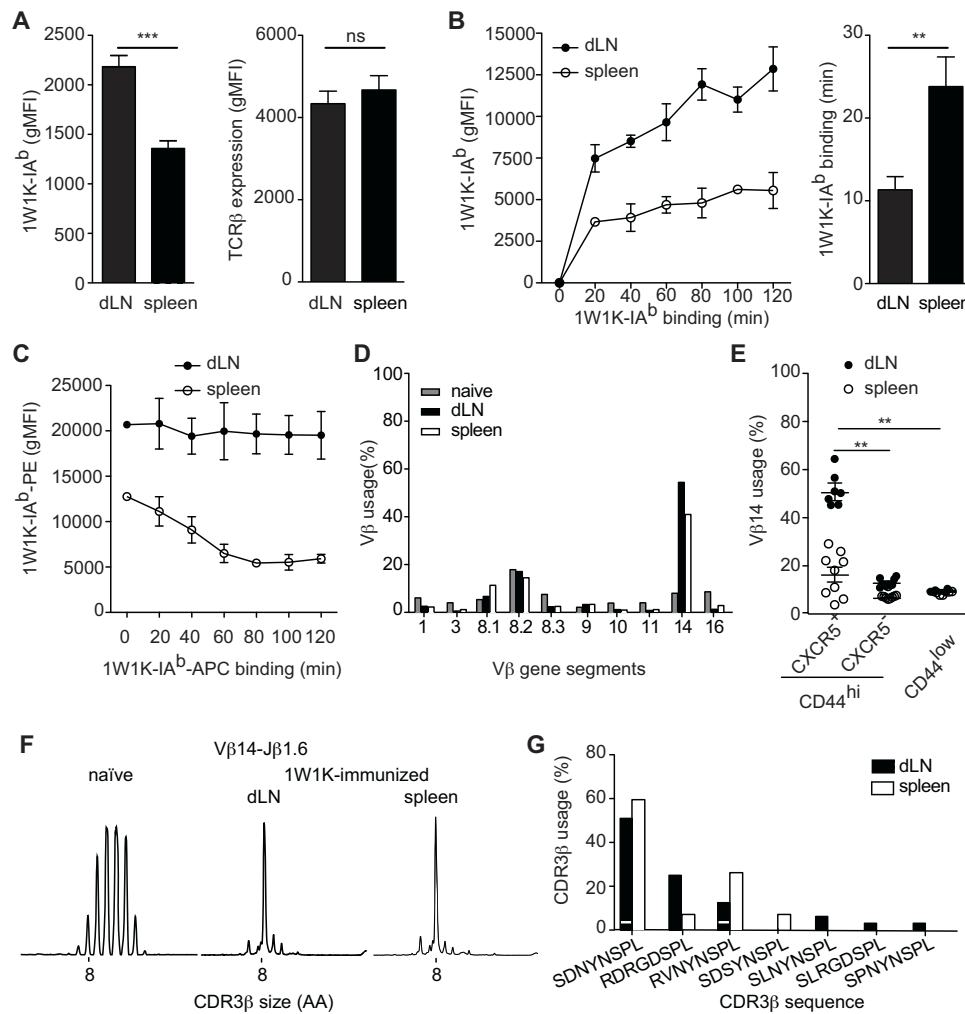 A
1W1K-IAb (gMFI)
2500
2000
1500
1000
500
0
***
dLN spleen
TCRβ expression (gMFI)
6000
4000
2000
0
ns
dLN spleen
B
1W1K-IAb (gMFI)
15000
12500
10000
7500
5000
2500
0
dLN
spleen
0 20 40 60 80 100 120
1W1K-IAb binding (min)
1W1K-IAb binding (min)
30
20
10
0
**
dLN spleen
C
1W1K-IAb-PE (gMFI)
25000
20000
15000
10000
5000
0
dLN
spleen
0 20 40 60 80 100 120
1W1K-IAb-APC binding (min)
D
Vβ usage(%)
100
80
60
40
20
0
naive
dLN
spleen
1 3 8.1 8.2 8.3 9 10 11 14 16
Vβ gene segments
E
dLN
spleen
Vβ14 usage (%)
100
80
60
40
20
0
**
**
CXCR5+
CXCR5-
CD44low
CD44hi
F
Vβ14-Jβ1.6
naïve
1W1K-immunized
dLN
spleen
8 8 8
CDR3β size (AA)
G
CDR3β usage (%)
80
60
40
20
0
dLN
spleen
SDNYNSPL
RDRGDSPL
RVNYNSPL
SDSYNSPL
SLNYNSPL
SLRGDSPL
SPNYNSPL
CDR3β sequence